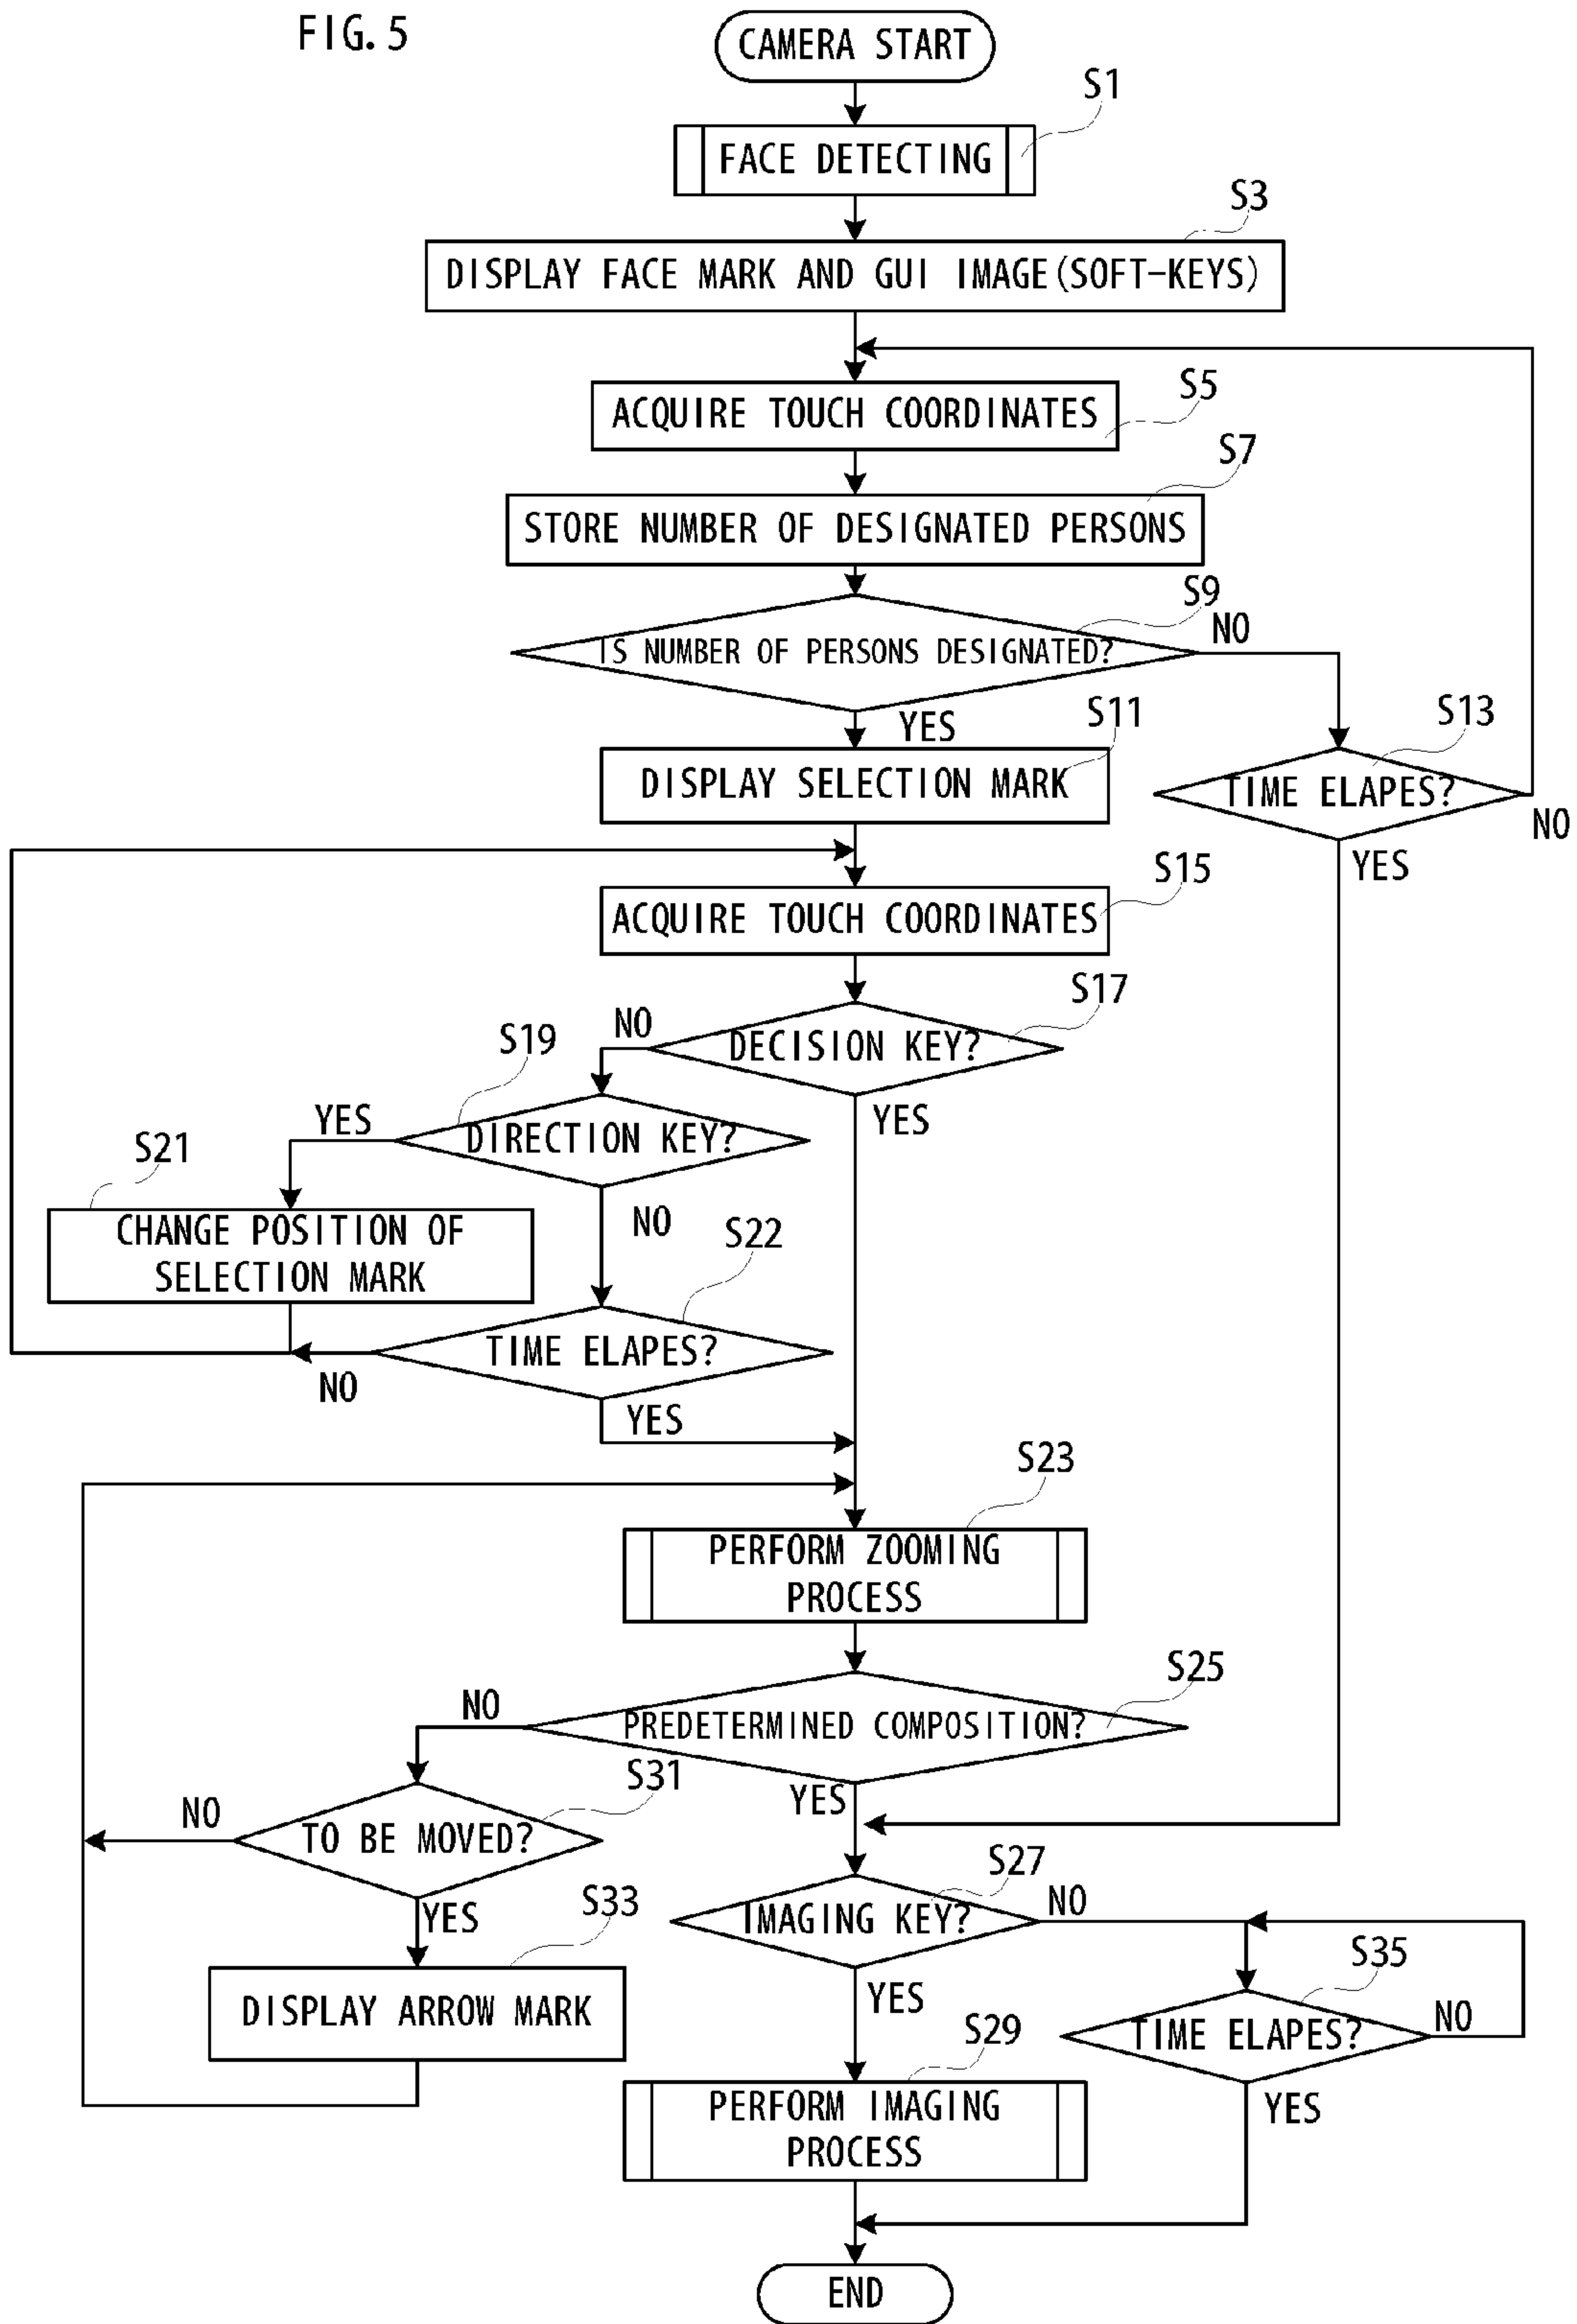 FIG. 5
CAMERA START
S1
FACE DETECTING
S3
DISPLAY FACE MARK AND GUI IMAGE(SOFT-KEYS)
S5
ACQUIRE TOUCH COORDINATES
S7
STORE NUMBER OF DESIGNATED PERSONS
S9
NO
IS NUMBER OF PERSONS DESIGNATED?
YES
S11
S13
DISPLAY SELECTION MARK
TIME ELAPES?
NO
YES
S15
ACQUIRE TOUCH COORDINATES
S17
NO
S19
DECISION KEY?
YES
YES
DIRECTION KEY?
S21
CHANGE POSITION OF
SELECTION MARK
NO
S22
TIME ELAPES?
NO
YES
S23
PERFORM ZOOMING
PROCESS
S25
NO
PREDETERMINED COMPOSITION?
YES
S31
NO
TO BE MOVED?
S27
NO
YES
IMAGING KEY?
S33
S35
DISPLAY ARROW MARK
YES
TIME ELAPES?
NO
S29
YES
PERFORM IMAGING
PROCESS
END